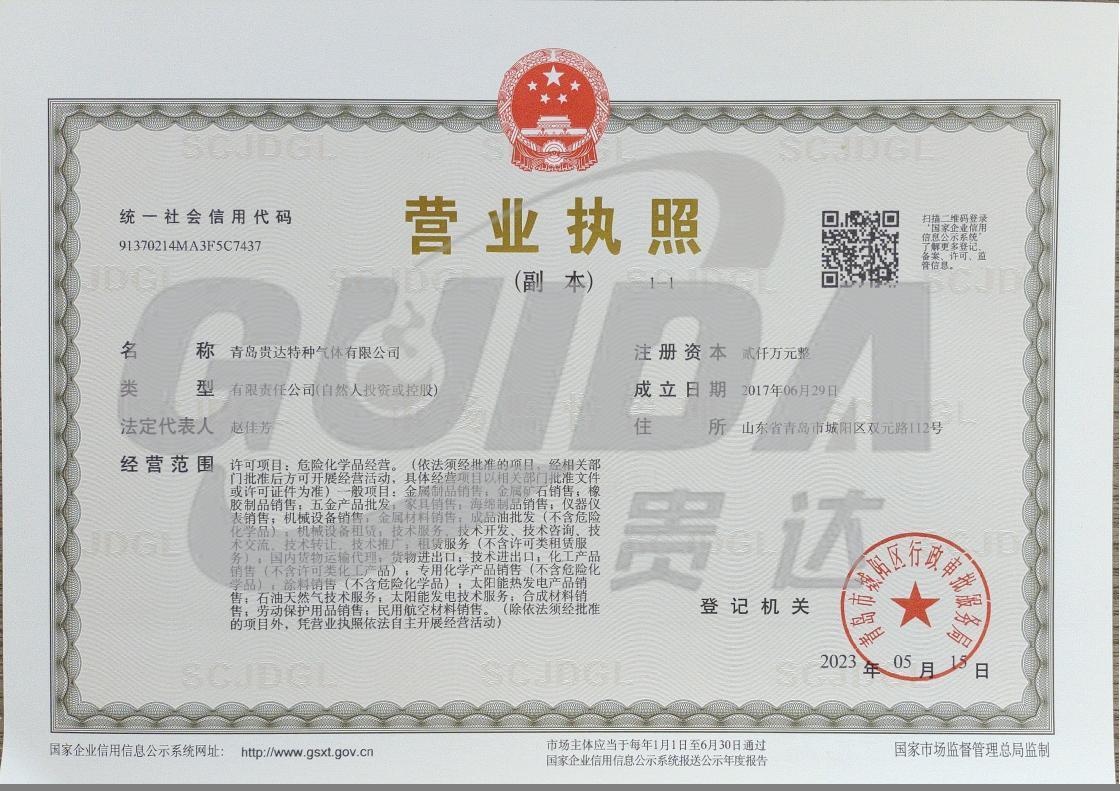 统一社会信用代码
91370214MA3F5C7437
营业执照
(副 本) 1-1
扫描二维码登录
‘国家企业信用
信息公示系统’
了解更多登记、
备案、许可、监
管信息。
名 称 青岛贵达特种气体有限公司
类 型 有限责任公司(自然人投资或控股)
法定代表人 赵佳芳
经营范围 许可项目：危险化学品经营。（依法须经批准的项目，经相关部
门批准后方可开展经营活动，具体经营项目以相关部门批准文件
或许可证件为准）一般项目：金属制品销售；金属矿石销售；橡
胶制品销售；五金产品批发；家具销售；海绵制品销售；仪器仪
表销售；机械设备销售；金属材料销售；成品油批发（不含危险
化学品）；机械设备租赁；技术服务、技术开发、技术咨询、技
术交流、技术转让、技术推广；租赁服务（不含许可类租赁服
务）；国内货物运输代理；货物进出口；技术进出口；化工产品
销售（不含许可类化工产品）；专用化学产品销售（不含危险化
学品）；涂料销售（不含危险化学品）；太阳能热发电产品销
售；石油天然气技术服务；太阳能发电技术服务；合成材料销
售；劳动保护用品销售；民用航空材料销售。（除依法须经批准
的项目外，凭营业执照依法自主开展经营活动）
注册资本 贰仟万元整
成立日期 2017年06月29日
住 所 山东省青岛市城阳区双元路112号
GUIDA
贵达
登记机关
青岛市城阳区行政审批服务局
2023 年 05 月 15 日
国家企业信用信息公示系统网址： http://www.gsxt.gov.cn
市场主体应当于每年1月1日至6月30日通过
国家企业信用信息公示系统报送公示年度报告
国家市场监督管理总局监制
SCJDGL
SCJDGL
SCJDGL
SCJDGL
SCJDGL
SCJDGL